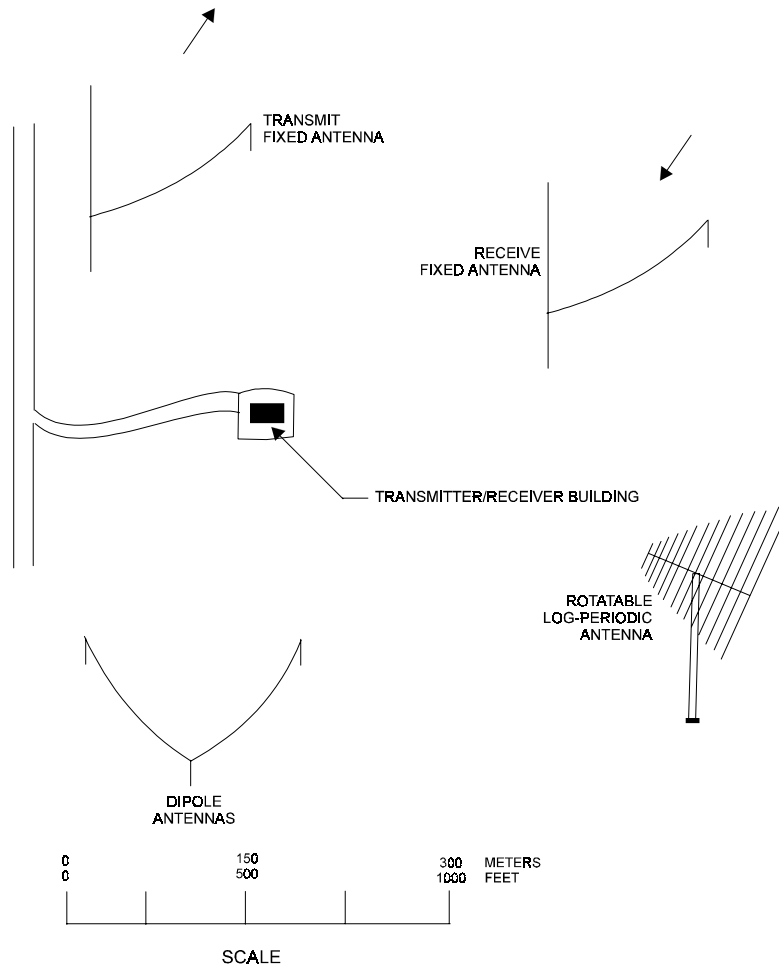 TRANSMIT
FIXED ANTENNA
RECEIVE
FIXED ANTENNA
TRANSMITTER/RECEIVER BUILDING
ROTATABLE
LOG-PERIODIC
ANTENNA
DIPOLE
ANTENNAS
0 150 300 METERS
0 500 1000 FEET
SCALE